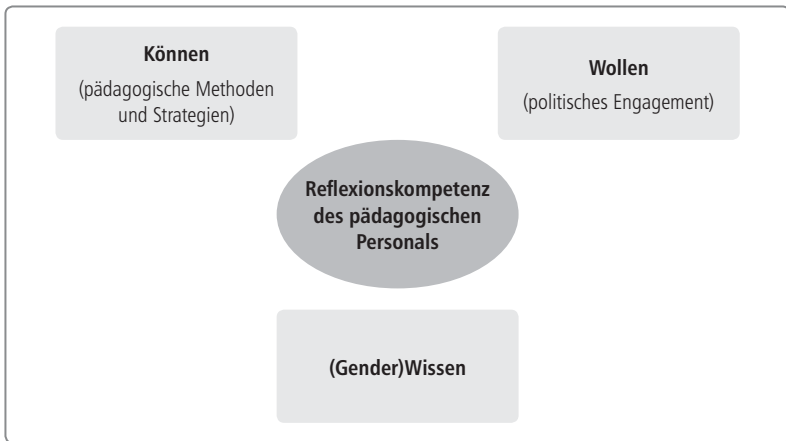 Können
(pädagogische Methoden
und Strategien)
Wollen
(politisches Engagement)
Reflexionskompetenz
des pädagogischen
Personals
(Gender)Wissen